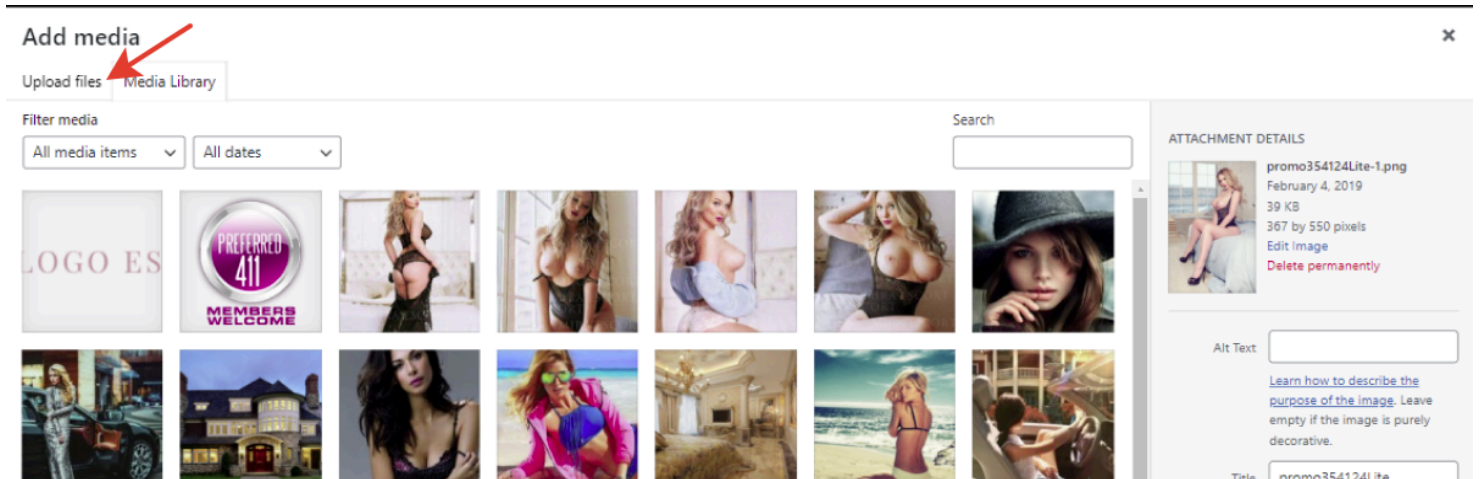 Add media
Upload files
Media Library
Filter media
All media items
All dates
Search
LOGO ES
PREFERRED
411
MEMBERS
WELCOME
ATTACHMENT DETAILS
promo354124Lite-1.png
February 4, 2019
39 KB
367 by 550 pixels
Edit Image
Delete permanently
Alt Text
Learn how to describe the
purpose of the image. Leave
empty if the image is purely
decorative.
Title
promo354124Lite